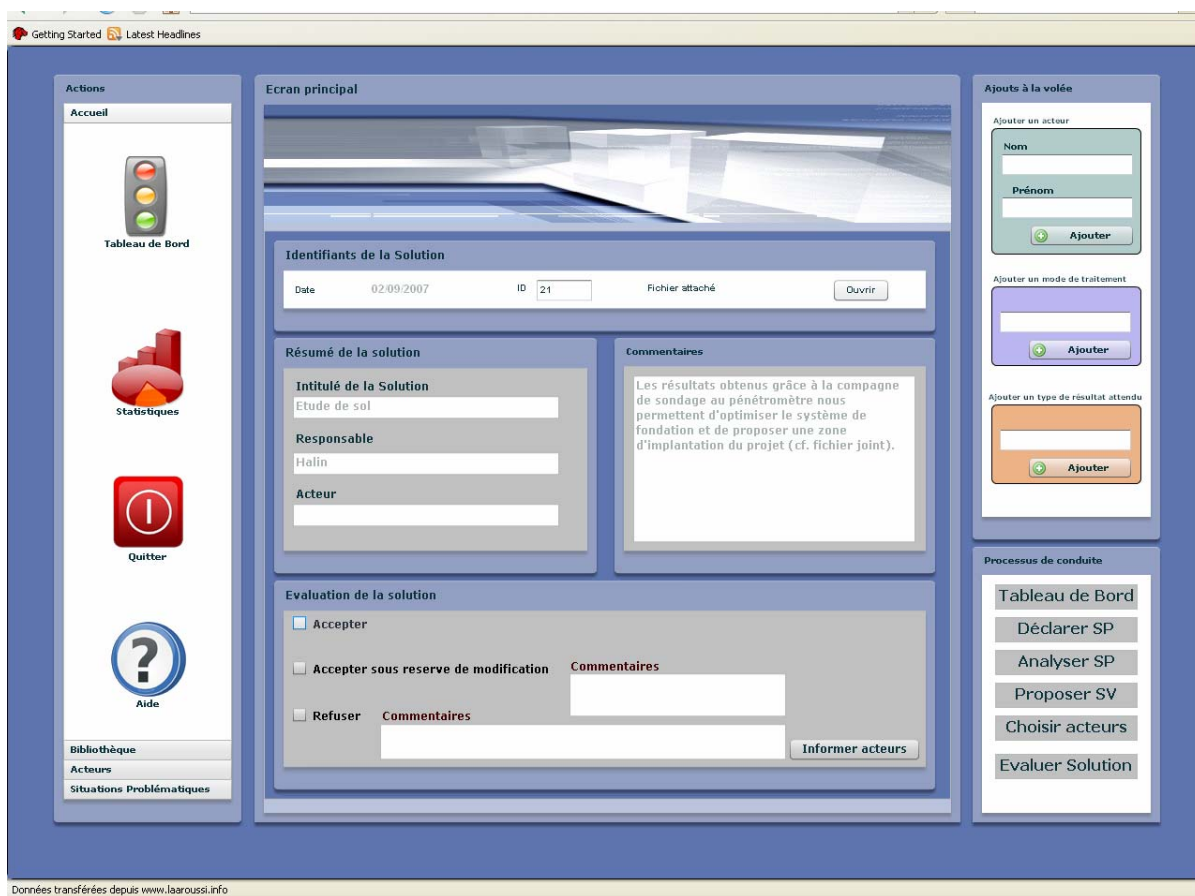 Getting Started Latest Headlines
Actions
Accueil
Tableau de Bord
Statistiques
Quitter
Aide
Bibliothèque
Acteurs
Situations Problématiques
Ecran principal
Identifiants de la Solution
Date 02/09/2007 ID 21 Fichier attaché Ouvrir
Résumé de la solution
Intitulé de la Solution
Etude de sol
Responsable
Halin
Acteur
Commentaires
Les résultats obtenus grâce à la compagne
de sondage au pénétromètre nous
permettent d'optimiser le système de
fondation et de proposer une zone
d'implantation du projet (cf. fichier joint).
Evaluation de la solution
Accepter
Accepter sous reserve de modification Commentaires
Refuser Commentaires
Informer acteurs
Ajouts à la volée
Ajouter un acteur
Nom
Prénom
Ajouter
Ajouter un mode de traitement
Ajouter
Ajouter un type de résultat attendu
Ajouter
Processus de conduite
Tableau de Bord
Déclarer SP
Analyser SP
Proposer SV
Choisir acteurs
Evaluer Solution
Données transférées depuis www.laaroussi.info